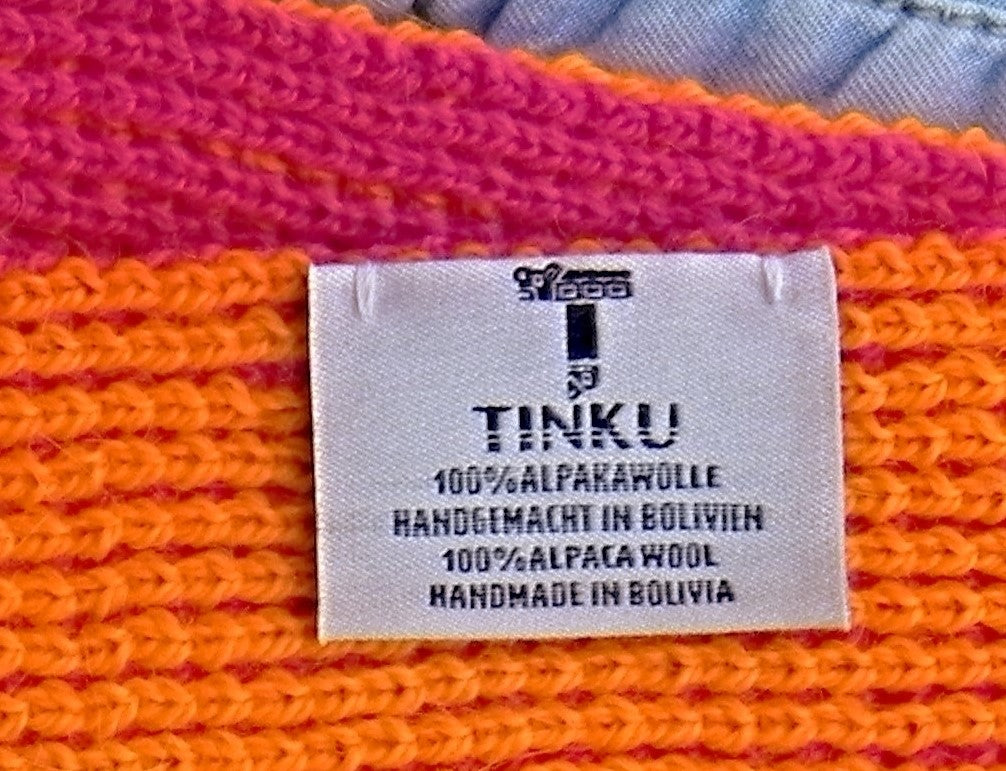 TINKU
100%ALPAKAWOLLE
HANDGEMACHT IN BOLIVIEN
100%ALPACA WOOL
HANDMADE IN BOLIVIA